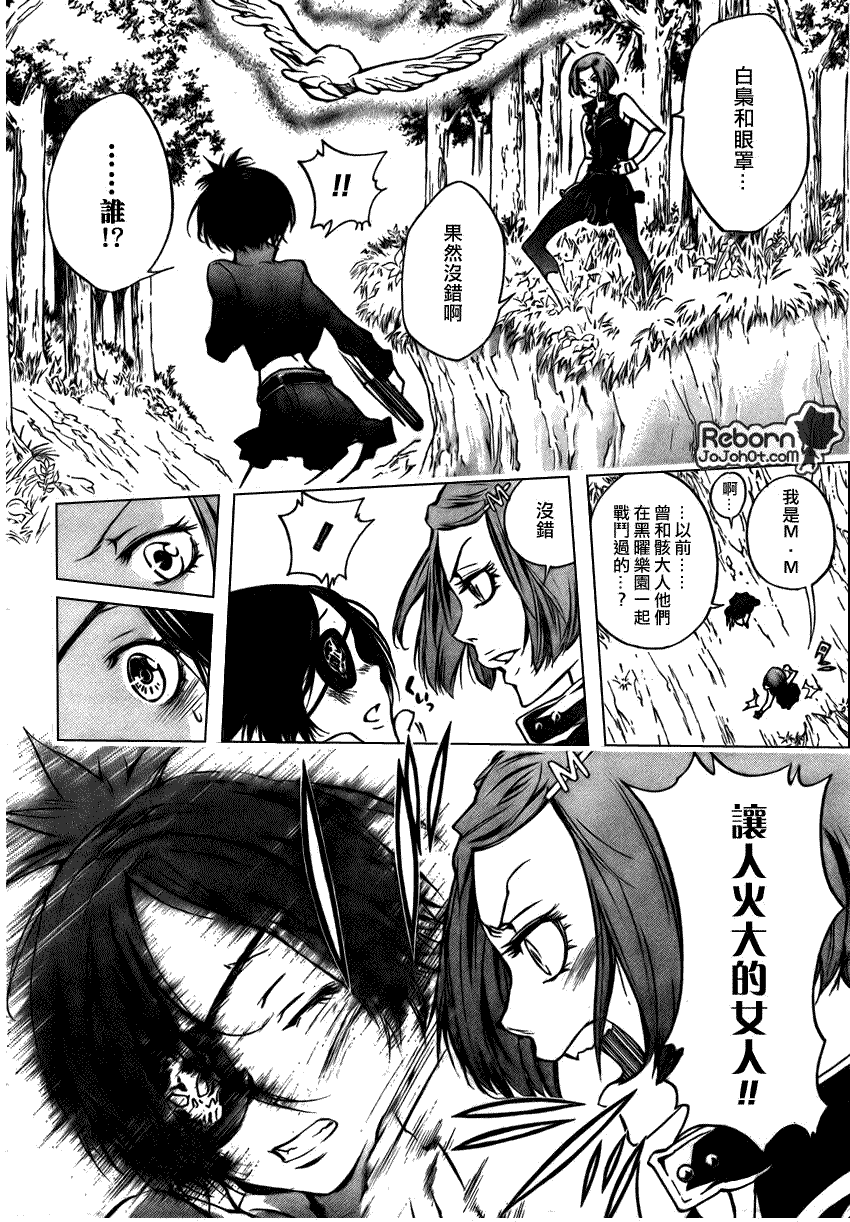 白梟和眼罩…
果然沒錯啊
!!
……誰!?
Reborn
JoJoHOt.com
我是M・M
啊…
…以前……
曾和骸大人他們
在黑曜樂園一起
戰鬥過的…?
沒錯
讓人火大的女人!!
M